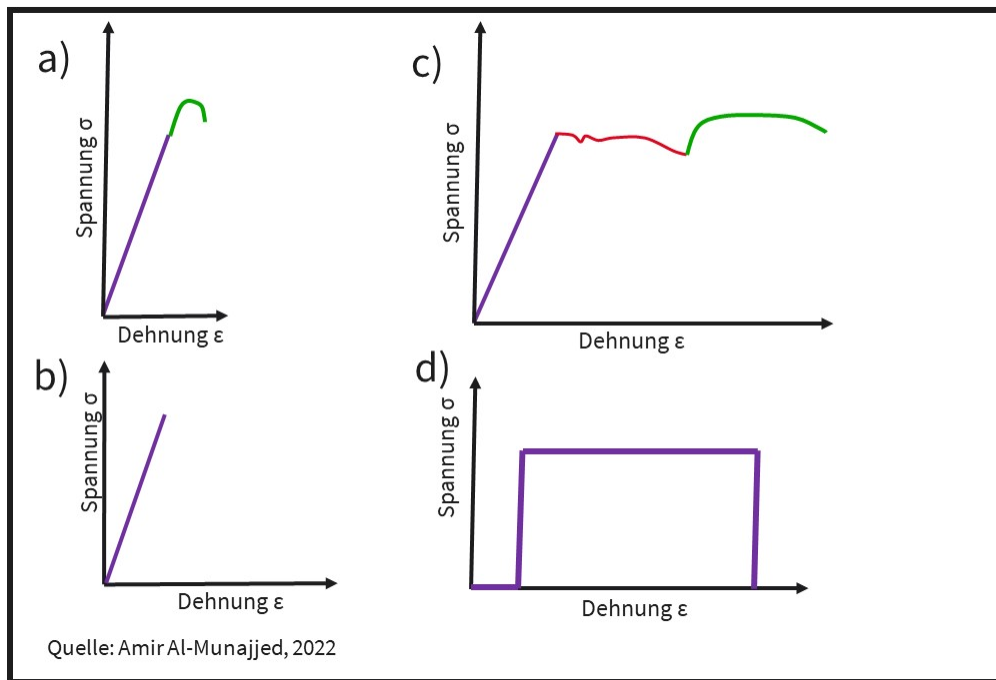 a)
Spannung σ
Dehnung ε
b)
Spannung σ
Dehnung ε
c)
Spannung σ
Dehnung ε
d)
Spannung σ
Dehnung ε
Quelle: Amir Al-Munajjed, 2022